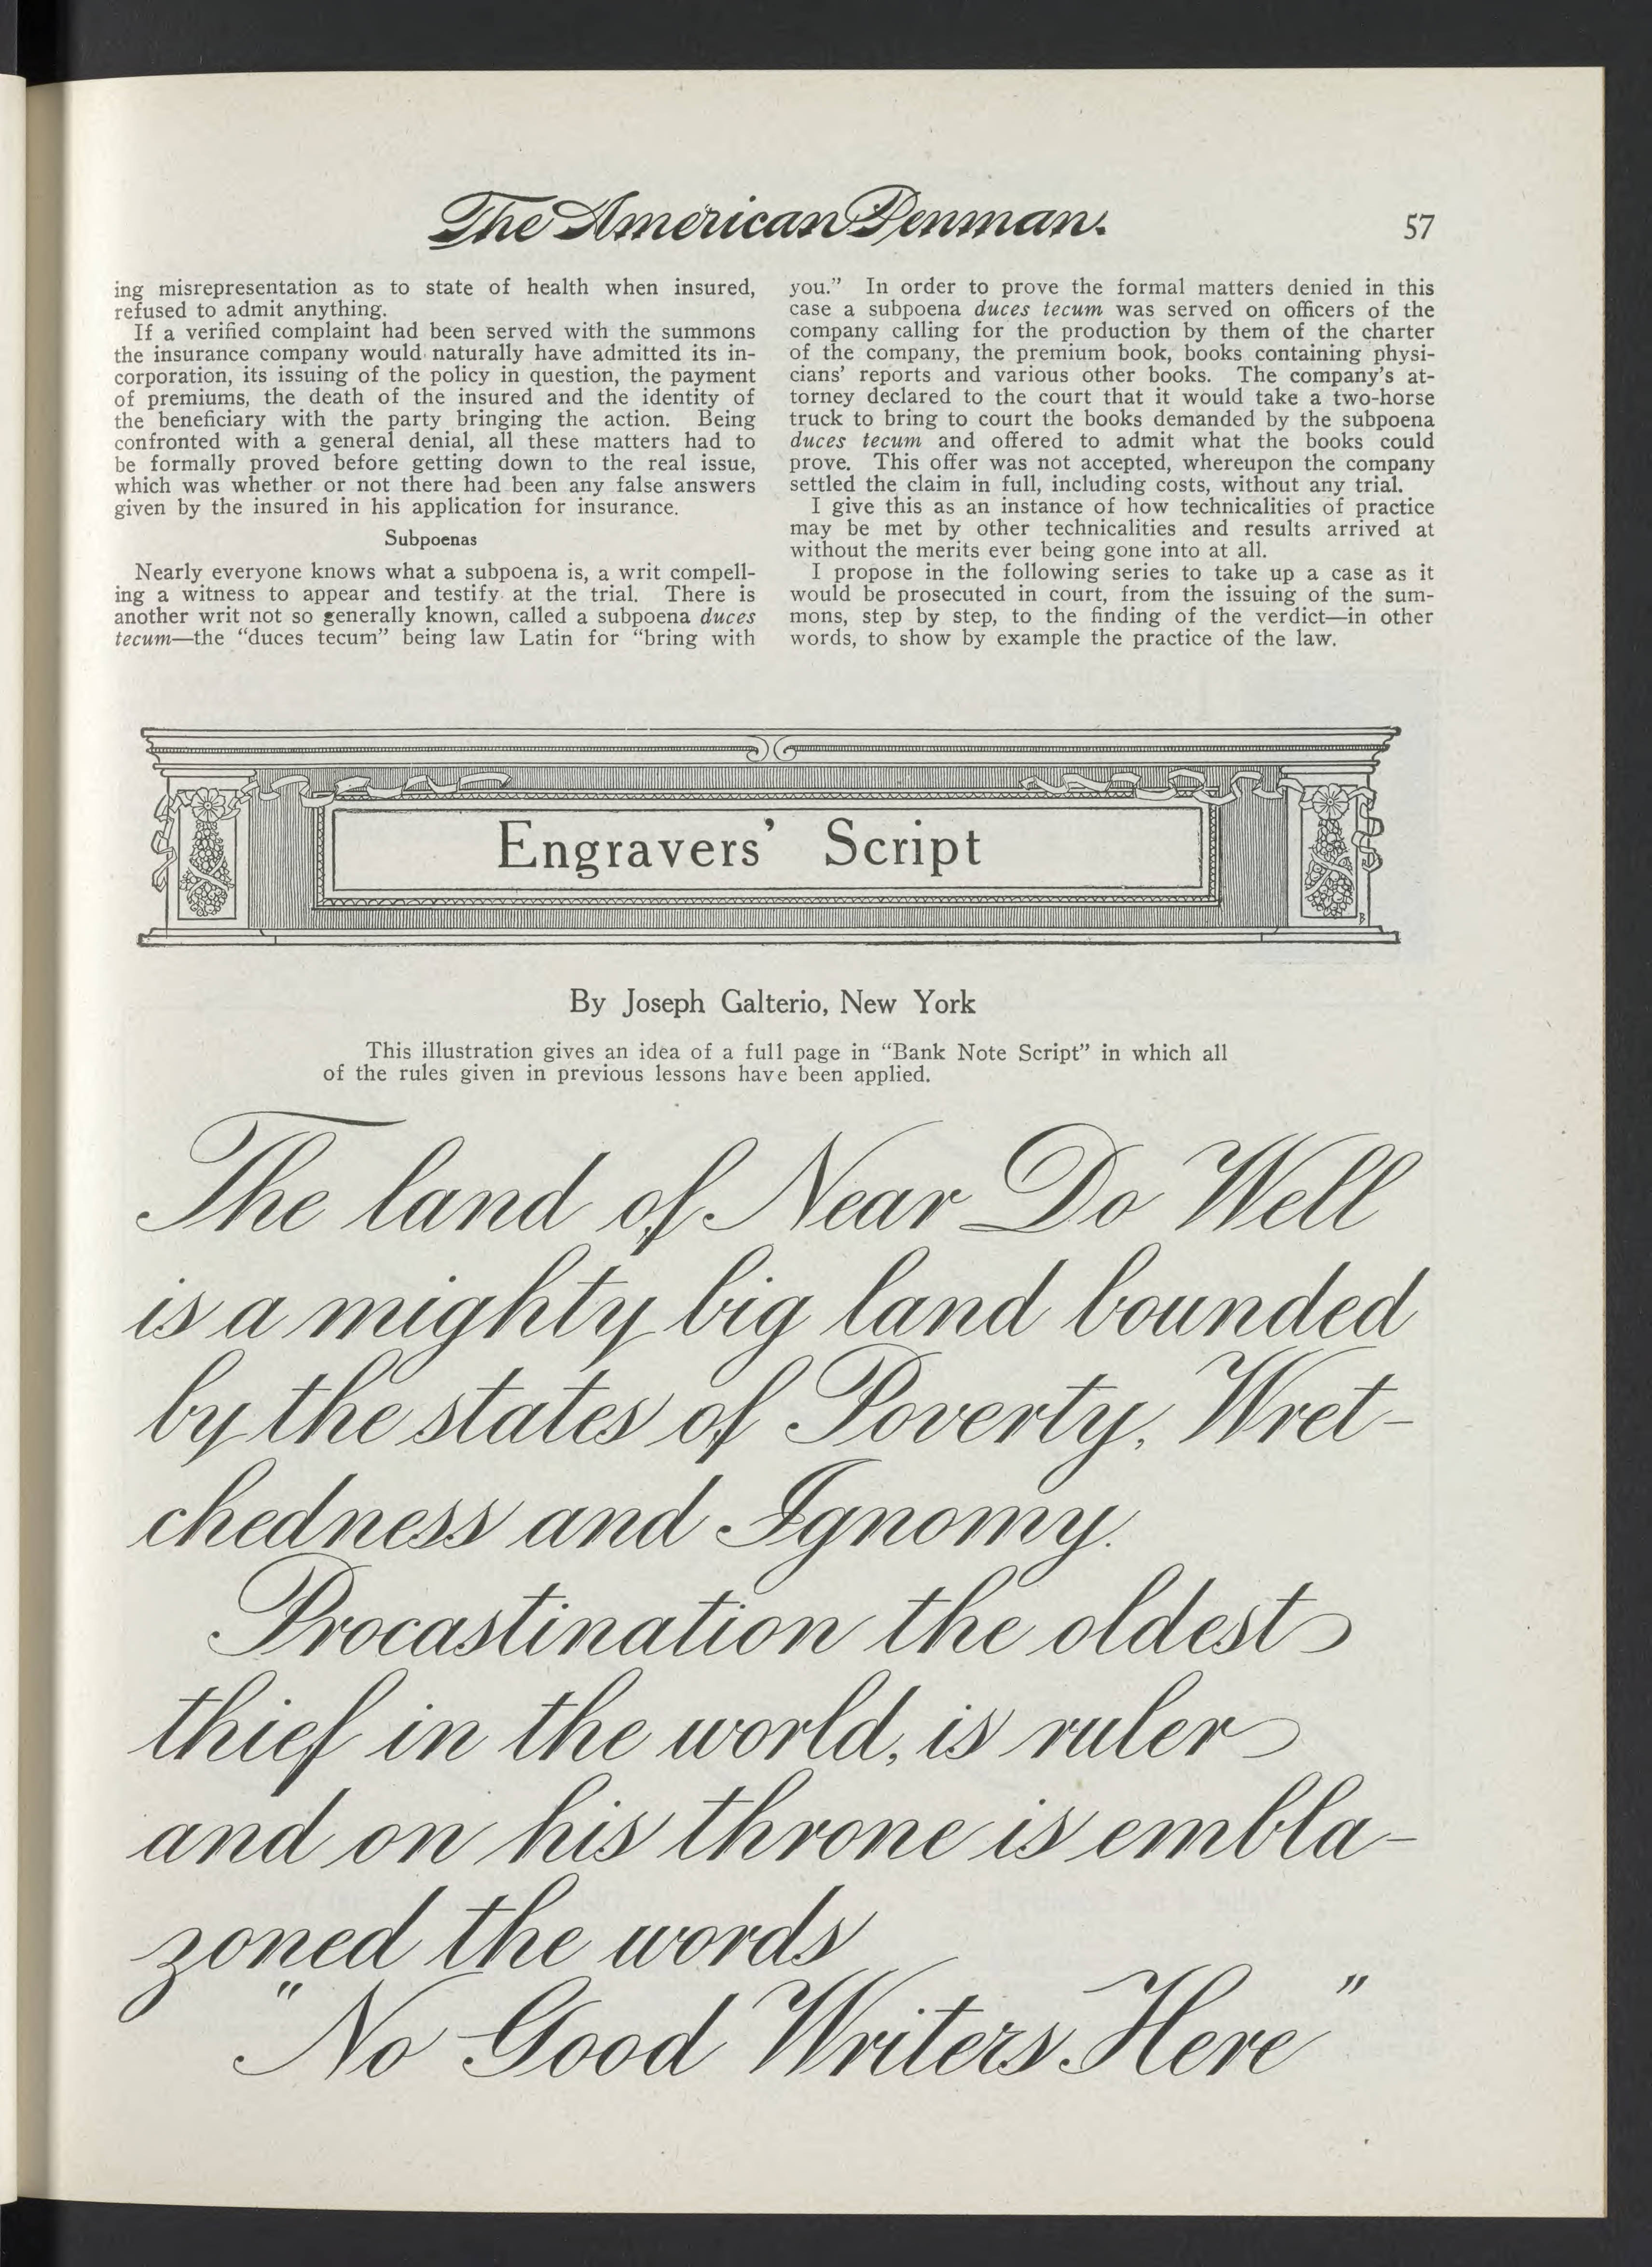 The American Penman.
57
ing misrepresentation as to state of health when insured,
refused to admit anything.
If a verified complaint had been served with the summons
the insurance company would naturally have admitted its in-
corporation, its issuing of the policy in question, the payment
of premiums, the death of the insured and the identity of
the beneficiary with the party bringing the action. Being
confronted with a general denial, all these matters had to
be formally proved before getting down to the real issue,
which was whether or not there had been any false answers
given by the insured in his application for insurance.
Subpoenas
Nearly everyone knows what a subpoena is, a writ compell-
ing a witness to appear and testify at the trial. There is
another writ not so generally known, called a subpoena duces
tecum—the "duces tecum" being law Latin for "bring with
you." In order to prove the formal matters denied in this
case a subpoena duces tecum was served on officers of the
company calling for the production by them of the charter
of the company, the premium book, books containing physi-
cians' reports and various other books. The company's at-
torney declared to the court that it would take a two-horse
truck to bring to court the books demanded by the subpoena
duces tecum and offered to admit what the books could
prove. This offer was not accepted, whereupon the company
settled the claim in full, including costs, without any trial.
I give this as an instance of how technicalities of practice
may be met by other technicalities and results arrived at
without the merits ever being gone into at all.
I propose in the following series to take up a case as it
would be prosecuted in court, from the issuing of the sum-
mons, step by step, to the finding of the verdict—in other
words, to show by example the practice of the law.
Engravers' Script
B
By Joseph Galterio, New York
This illustration gives an idea of a full page in "Bank Note Script" in which all
of the rules given in previous lessons have been applied.
The land of Near Do Well
is a mighty big land bounded
by the states of Poverty, Wret-
chedness and Ignomy.
Procastination the oldest
thief in the world, is ruler
and on his throne is embla-
zoned the words
"No Good Writers Here"